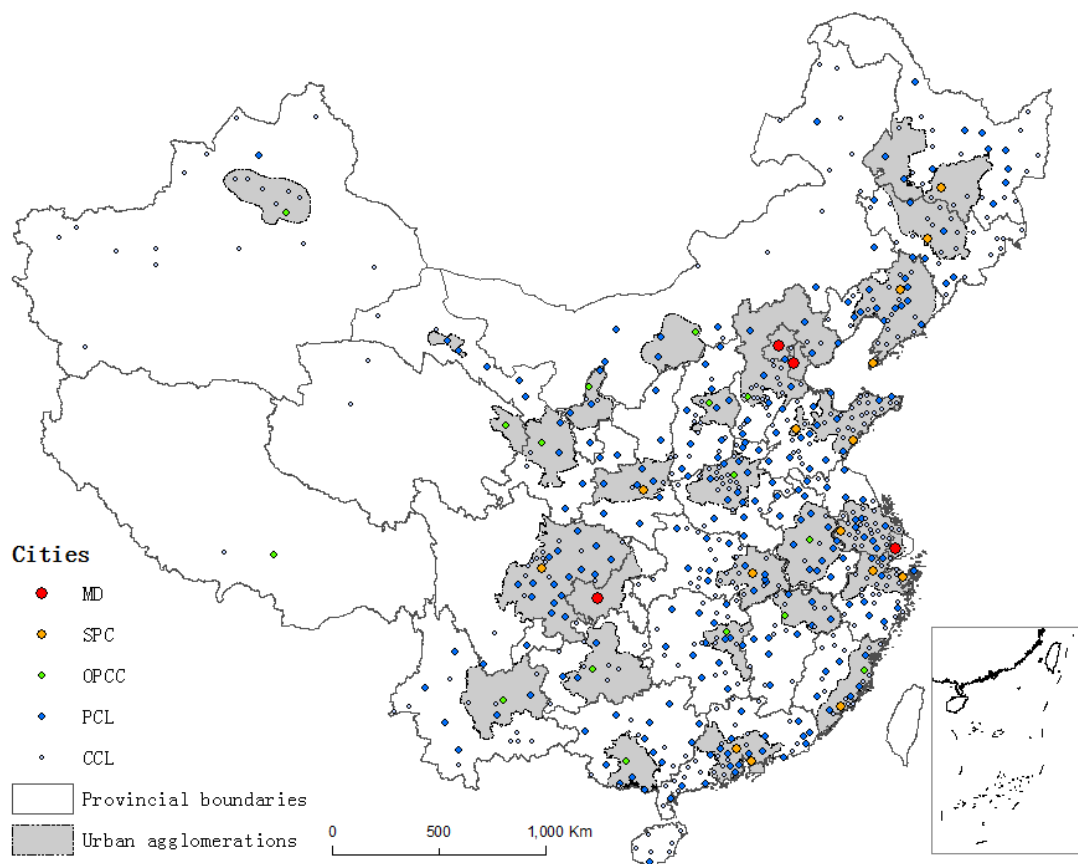 Cities
MD
SPC
OPCC
PCL
CCL
Provincial boundaries
Urban agglomerations
0 500 1,000 Km